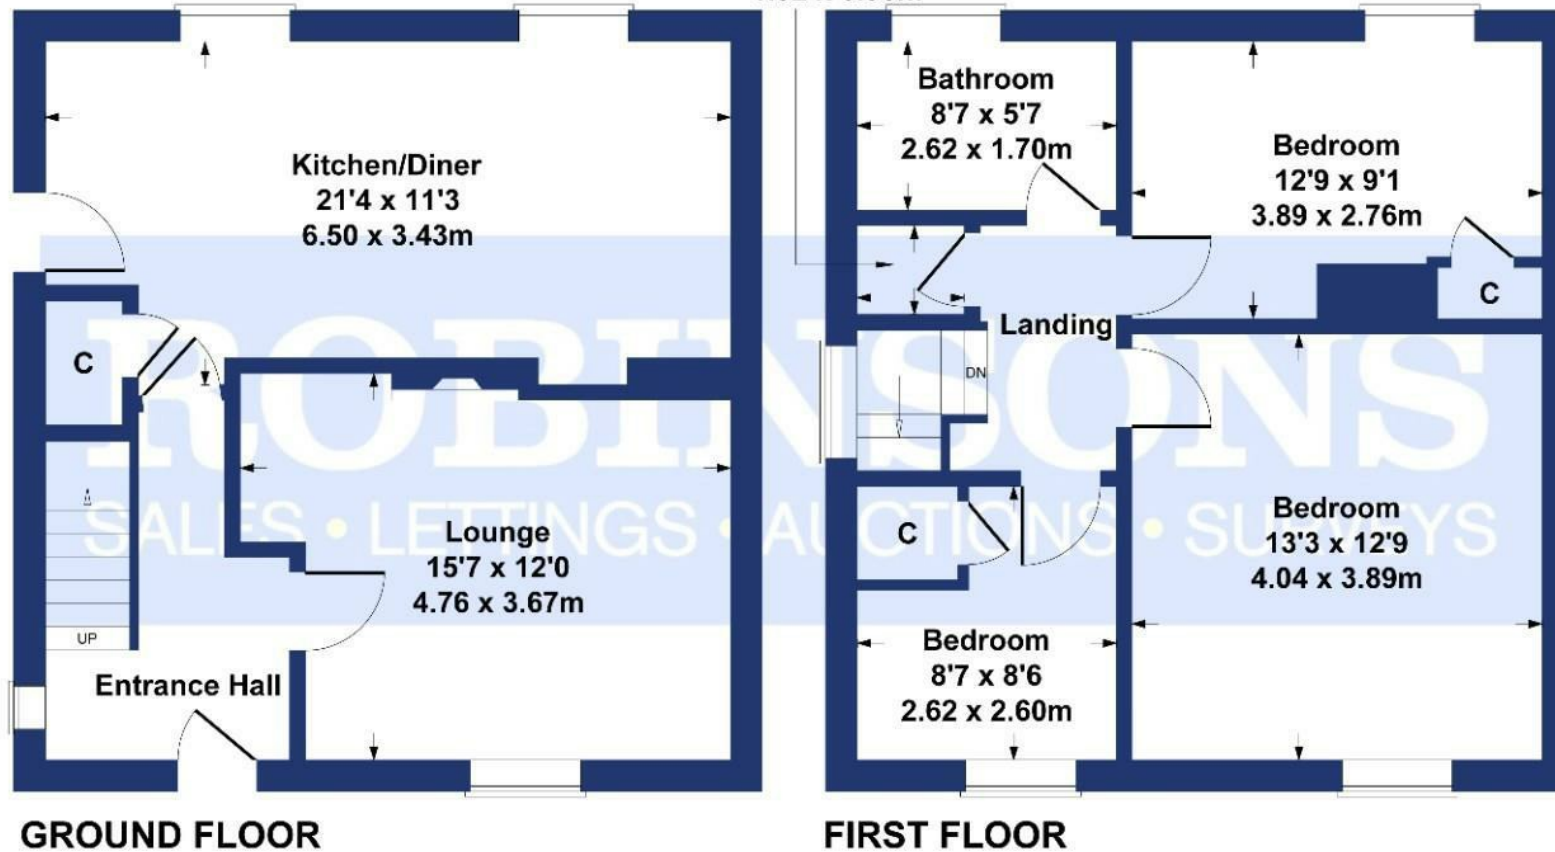 Kitchen/Diner
21'4 x 11'3
6.50 x 3.43m
C
Lounge
15'7 x 12'0
4.76 x 3.67m
UP
Entrance Hall
GROUND FLOOR
Bathroom
8'7 x 5'7
2.62 x 1.70m
Bedroom
12'9 x 9'1
3.89 x 2.76m
C
Landing
DN
C
Bedroom
13'3 x 12'9
4.04 x 3.89m
Bedroom
8'7 x 8'6
2.62 x 2.60m
FIRST FLOOR
ROBINSONS
SALES • LETTINGS • AUCTIONS • SURVEYS